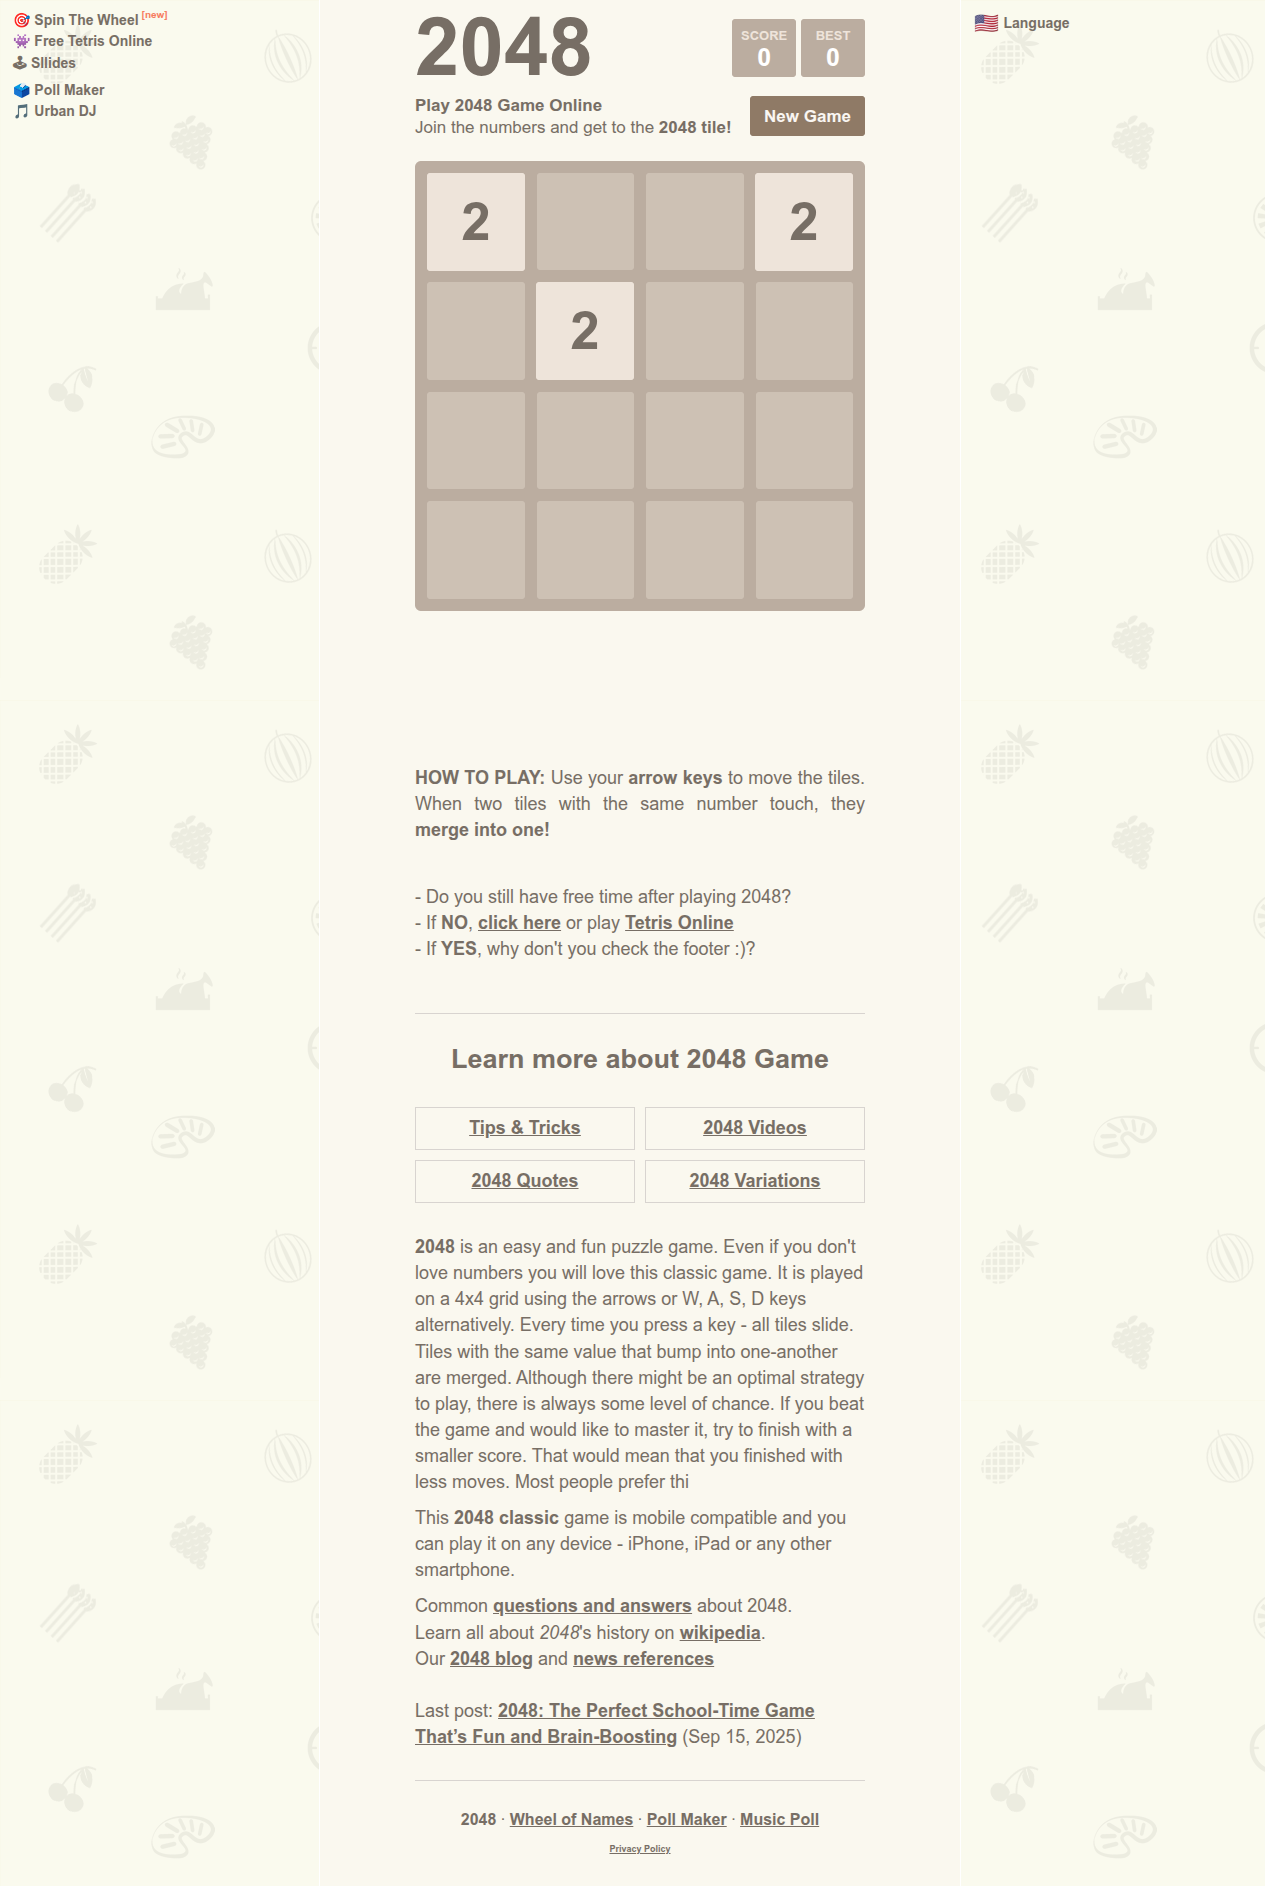 Spin The Wheel [new]
Free Tetris Online
Sllides
Poll Maker
Urban DJ
2048
SCORE
0
BEST
0
Language
Play 2048 Game Online
Join the numbers and get to the 2048 tile!
New Game
2 2
2
HOW TO PLAY: Use your arrow keys to move the tiles.
When two tiles with the same number touch, they
merge into one!
- Do you still have free time after playing 2048?
- If NO, click here or play Tetris Online
- If YES, why don't you check the footer :)?
Learn more about 2048 Game
Tips & Tricks
2048 Videos
2048 Quotes
2048 Variations
2048 is an easy and fun puzzle game. Even if you don't
love numbers you will love this classic game. It is played
on a 4x4 grid using the arrows or W, A, S, D keys
alternatively. Every time you press a key - all tiles slide.
Tiles with the same value that bump into one-another
are merged. Although there might be an optimal strategy
to play, there is always some level of chance. If you beat
the game and would like to master it, try to finish with a
smaller score. That would mean that you finished with
less moves. Most people prefer thi
This 2048 classic game is mobile compatible and you
can play it on any device - iPhone, iPad or any other
smartphone.
Common questions and answers about 2048.
Learn all about 2048's history on wikipedia.
Our 2048 blog and news references
Last post: 2048: The Perfect School-Time Game
That’s Fun and Brain-Boosting (Sep 15, 2025)
2048 · Wheel of Names · Poll Maker · Music Poll
Privacy Policy